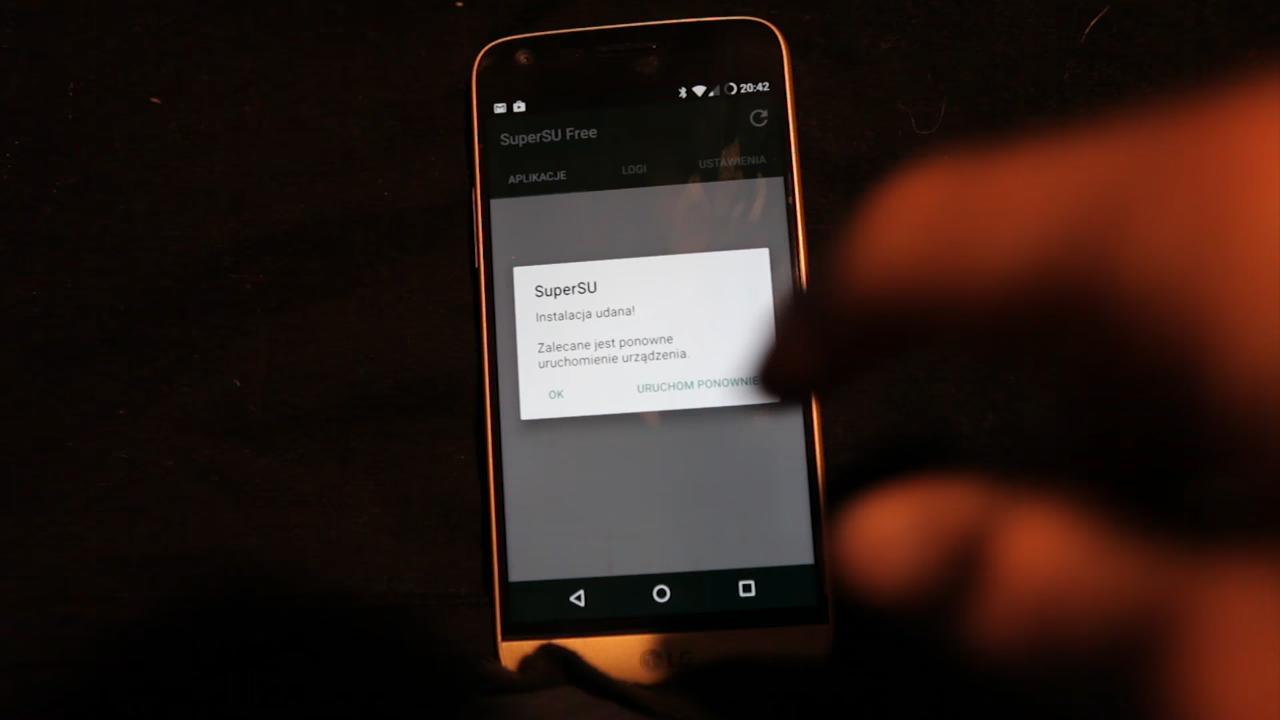 20:42
SuperSU Free
APLIKACJE LOGI USTAWIENIA
SuperSU
Instalacja udana!
Zalecane jest ponowne
uruchomienie urządzenia.
OK URUCHOM PONOWNIE
LG